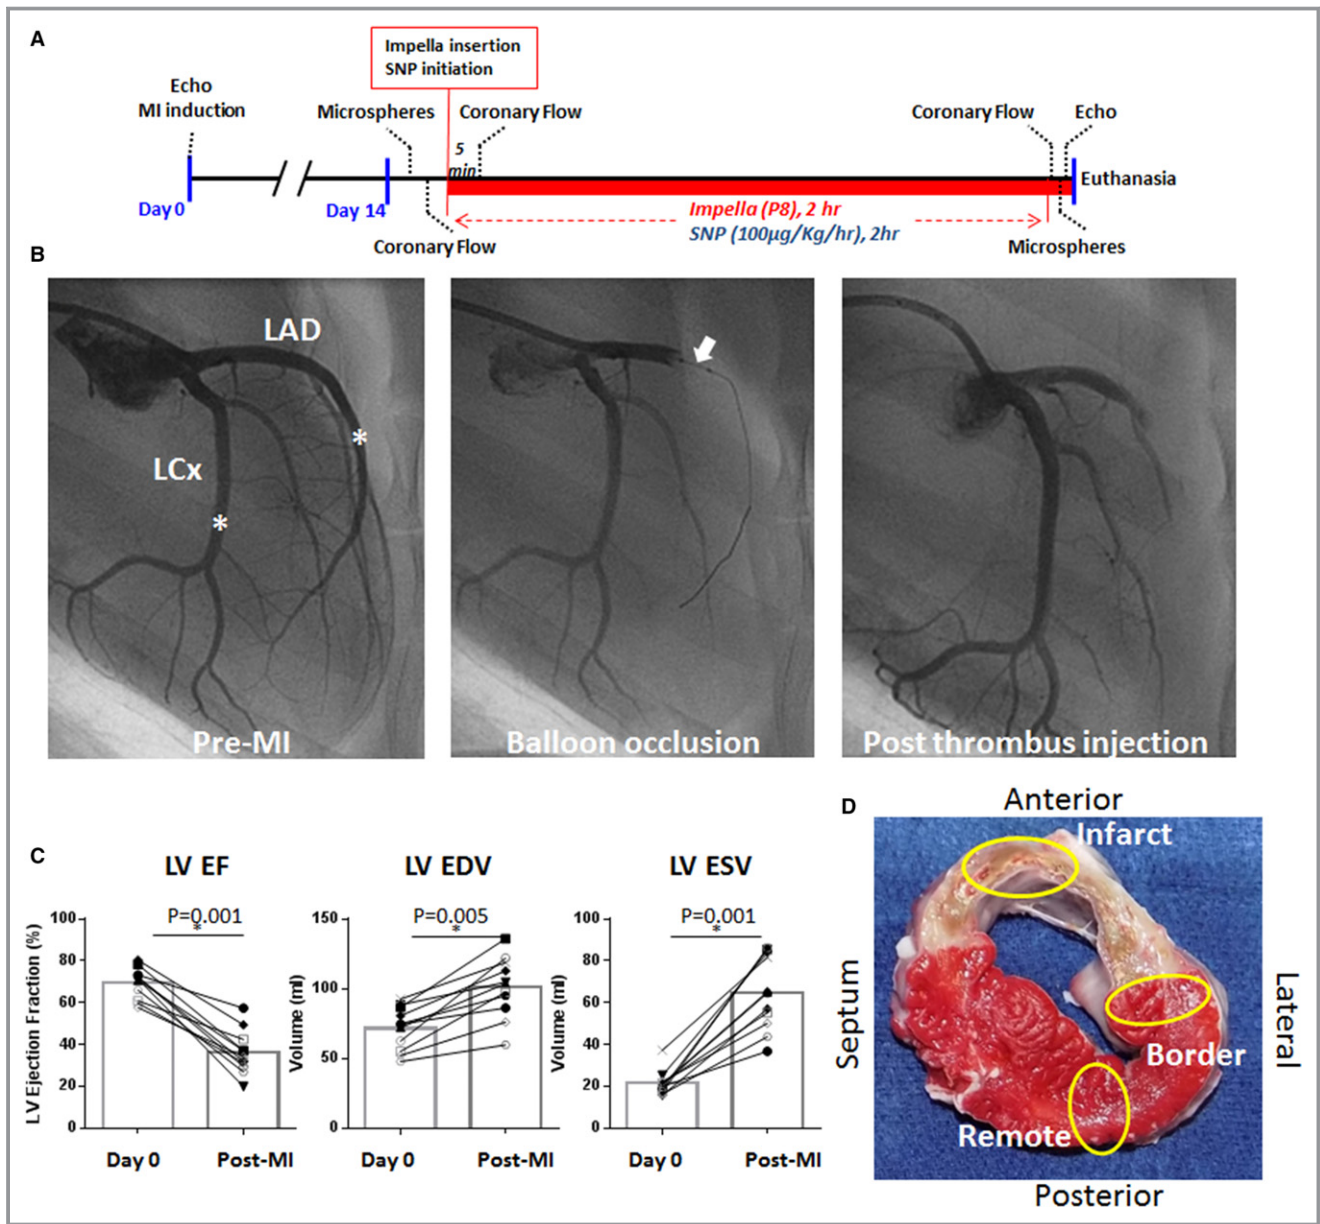 A
Impella insertion
SNP initiation
Echo
MI induction
Microspheres
Coronary Flow
Coronary Flow
Echo
5
min
Euthanasia
Day 0
Day 14
Impella (P8), 2 hr
SNP (100µg/Kg/hr), 2hr
Coronary Flow
Microspheres
B
LAD
*
LCx
*
Pre-MI
Balloon occlusion
Post thrombus injection
C
LV EF
LV EDV
LV ESV
P=0.001
*
P=0.005
*
P=0.001
*
LV Ejection Fraction (%)
100
80
60
40
20
0
Day 0
Post-MI
Volume (ml)
150
100
50
0
Day 0
Post-MI
Volume (ml)
100
80
60
40
20
0
Day 0
Post-MI
D
Anterior
Infarct
Septum
Lateral
Border
Remote
Posterior